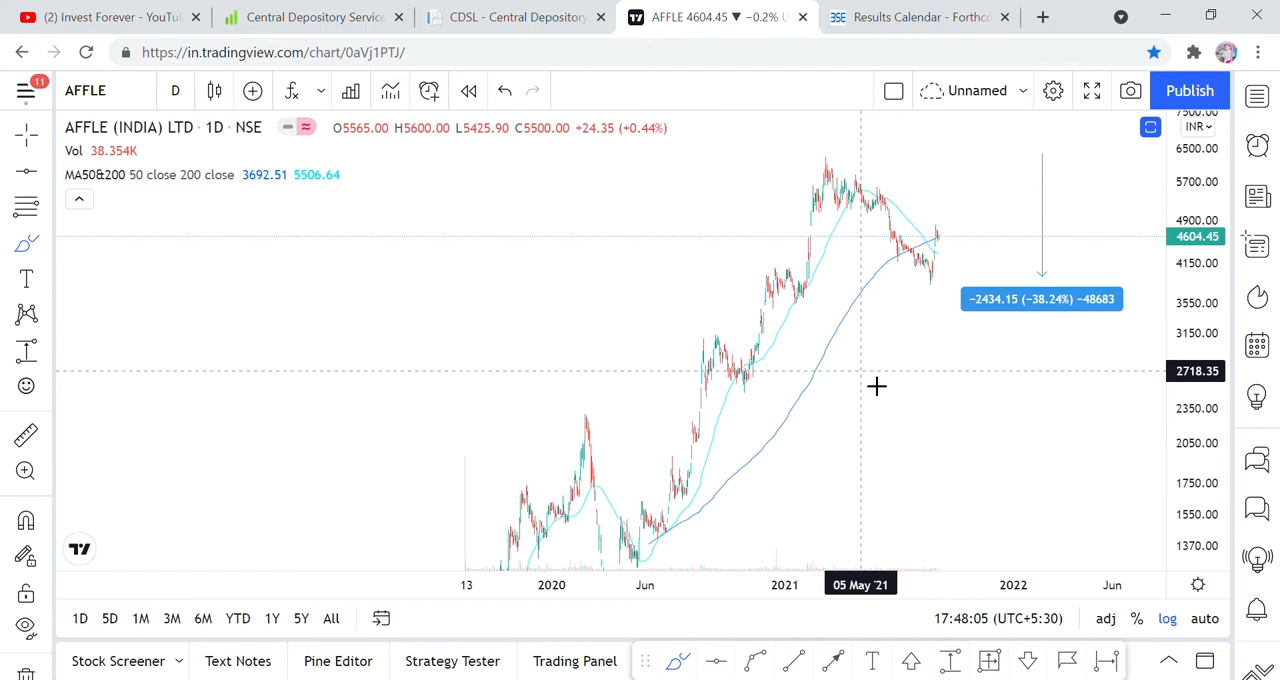 (2) Invest Forever - YouTu
Central Depository Service
CDSL - Central Depository
AFFLE 4604.45 ▼ −0.2% U
BSE
Results Calendar - Forthco
https://in.tradingview.com/chart/0aVj1PTJ/
11
AFFLE
D
Unnamed
Publish
AFFLE (INDIA) LTD · 1D · NSE
O5565.00 H5600.00 L5425.90 C5500.00 +24.35 (+0.44%)
Vol 38.354K
MA50&200 50 close 200 close 3692.51 5506.64
7500.00
INR
6500.00
5700.00
4900.00
4604.45
4150.00
3550.00
3150.00
2718.35
2350.00
2050.00
1750.00
1550.00
1370.00
−2434.15 (−38.24%) −48683
13
2020
Jun
2021
05 May '21
2022
Jun
1D 5D 1M 3M 6M YTD 1Y 5Y All
17:48:05 (UTC+5:30)
adj % log auto
Stock Screener
Text Notes
Pine Editor
Strategy Tester
Trading Panel